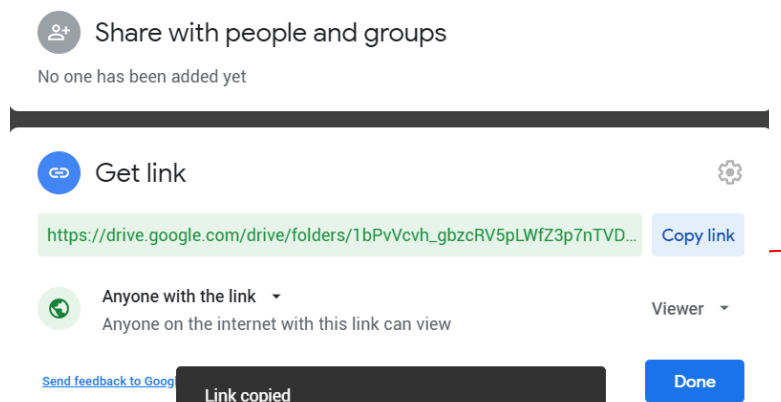 Share with people and groups
No one has been added yet
Get link
https://drive.google.com/drive/folders/1bPvVcvh_gbzcRV5pLWfZ3p7nTVD...
Copy link
Anyone with the link
Anyone on the internet with this link can view
Viewer
Send feedback to Goog
Link copied
Done